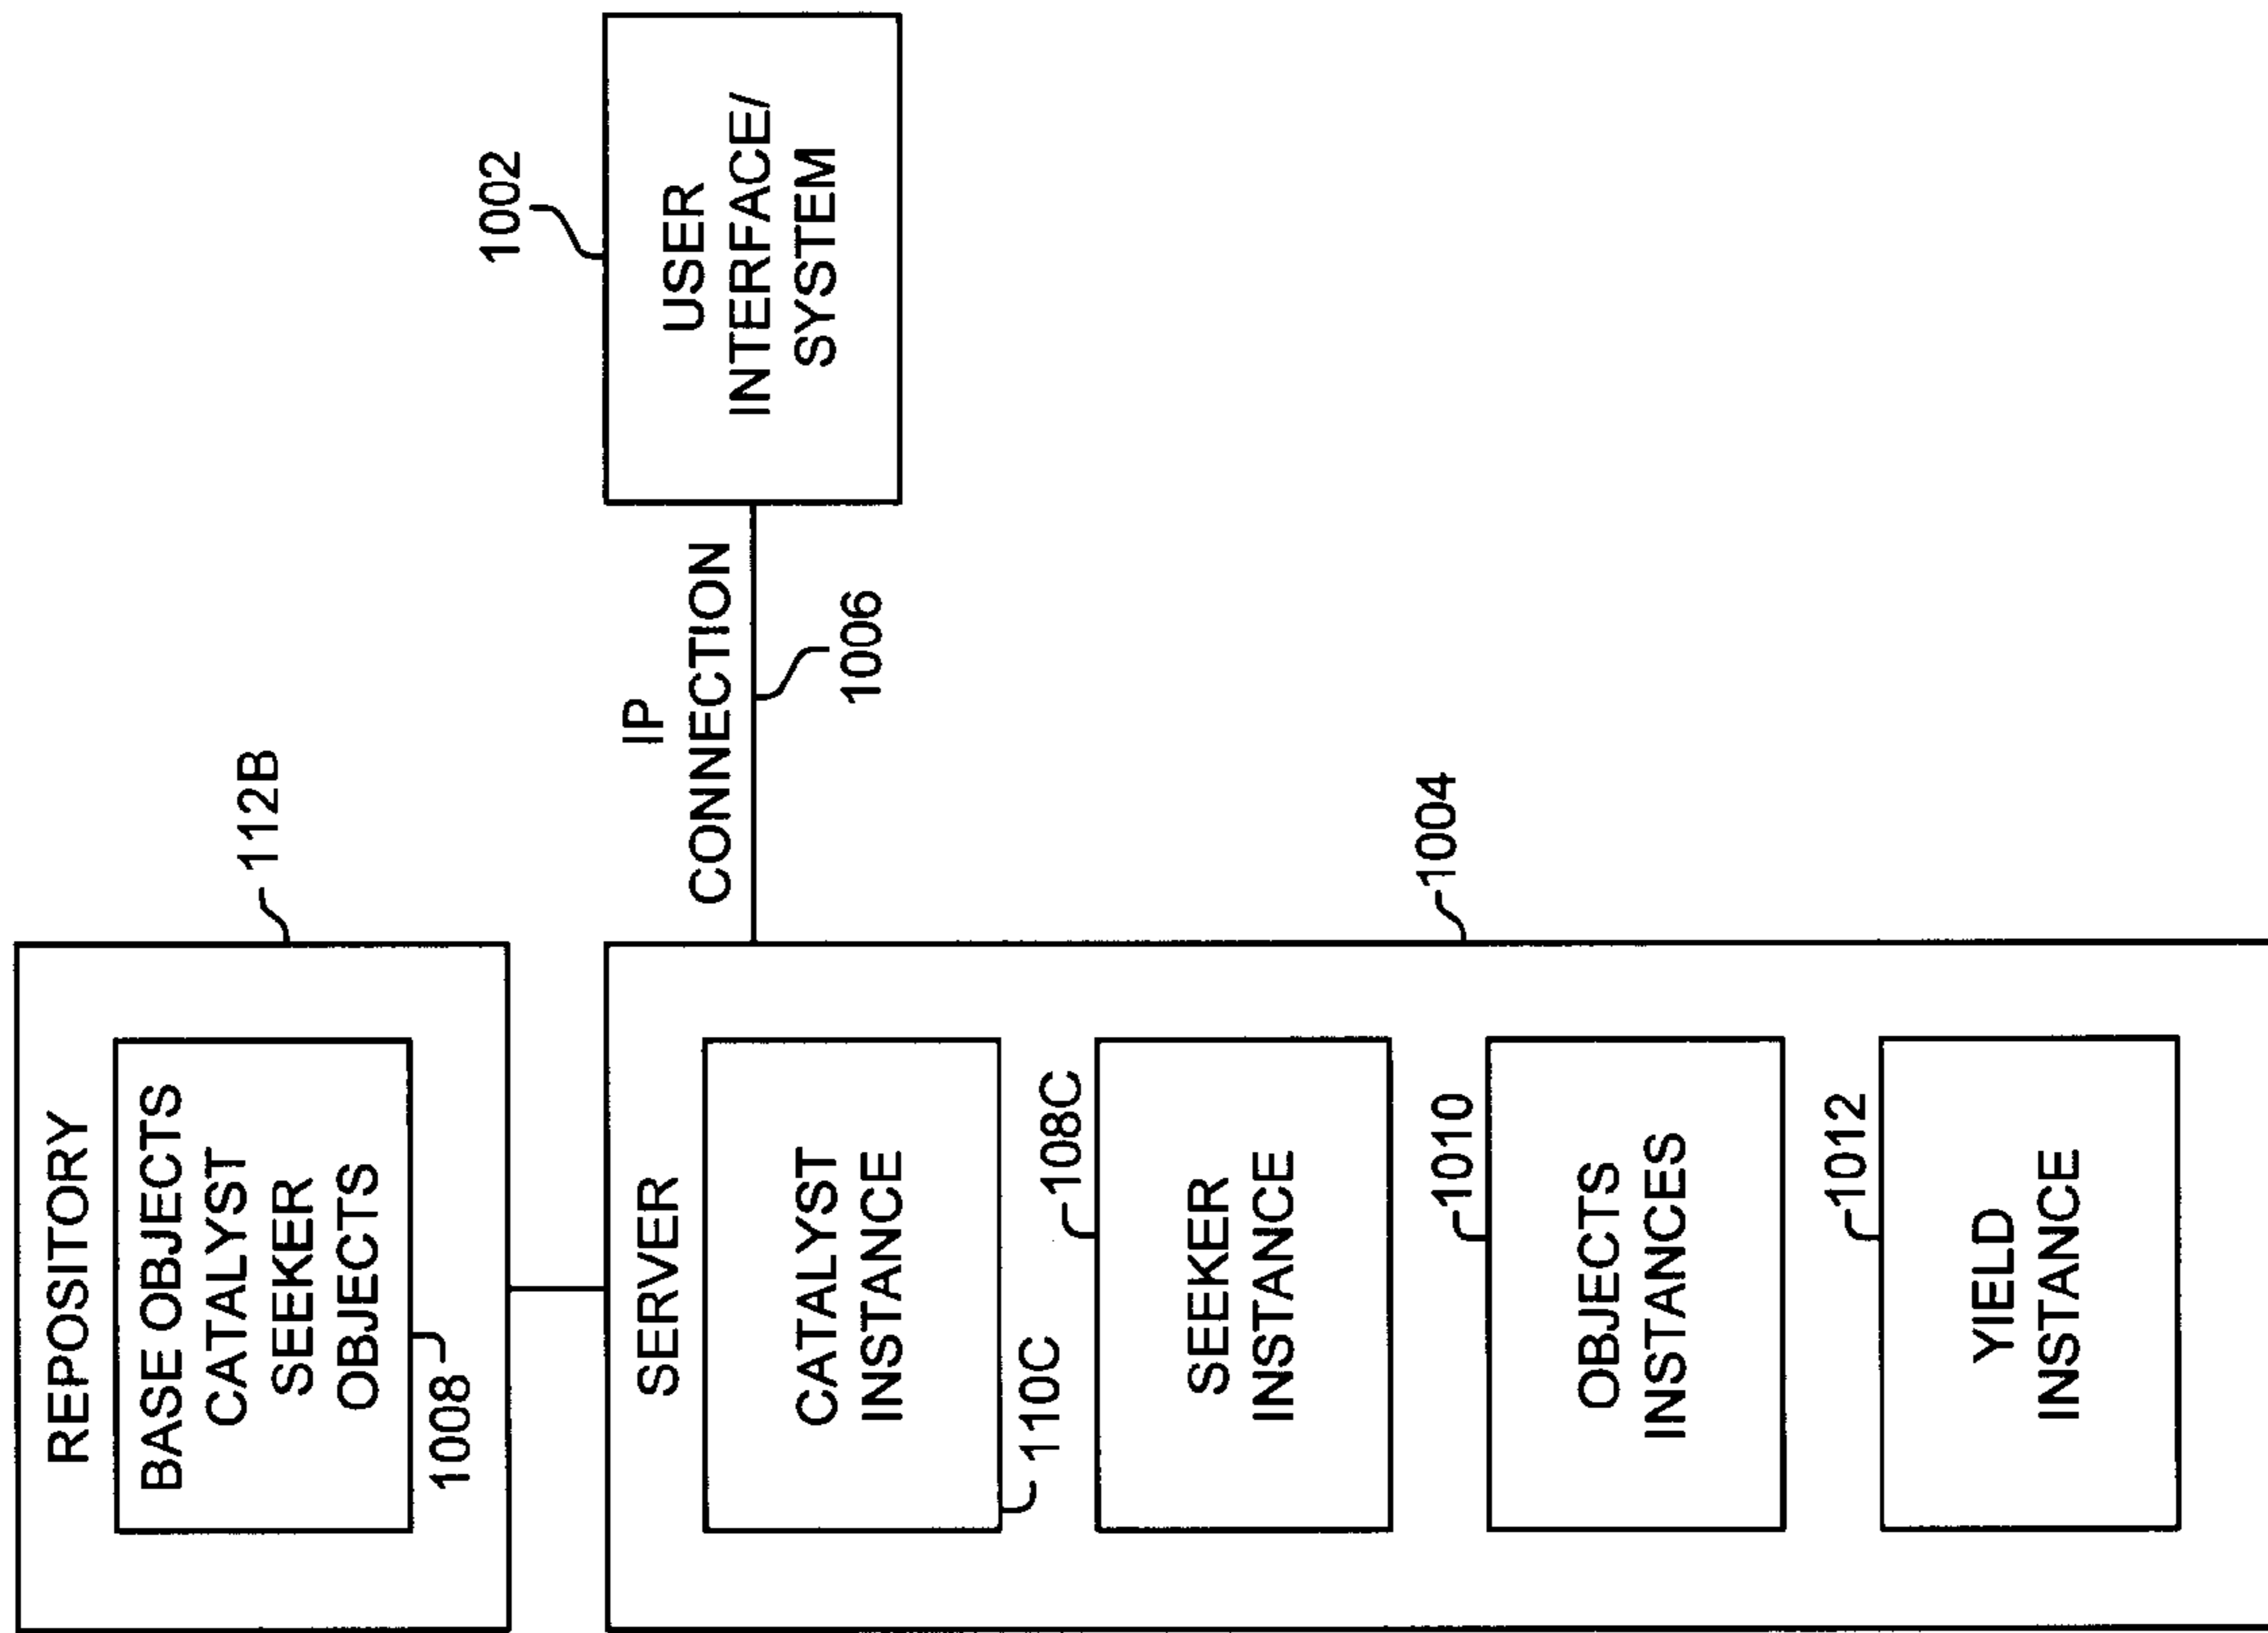 REPOSITORY
BASE OBJECTS
CATALYST
SEEKER
OBJECTS
1008
112B
SERVER
CATALYST
INSTANCE
110C
SEEKER
INSTANCE
108C
OBJECTS
INSTANCES
1010
YIELD
INSTANCE
1012
1004
IP
CONNECTION
1006
USER
INTERFACE/
SYSTEM
1002